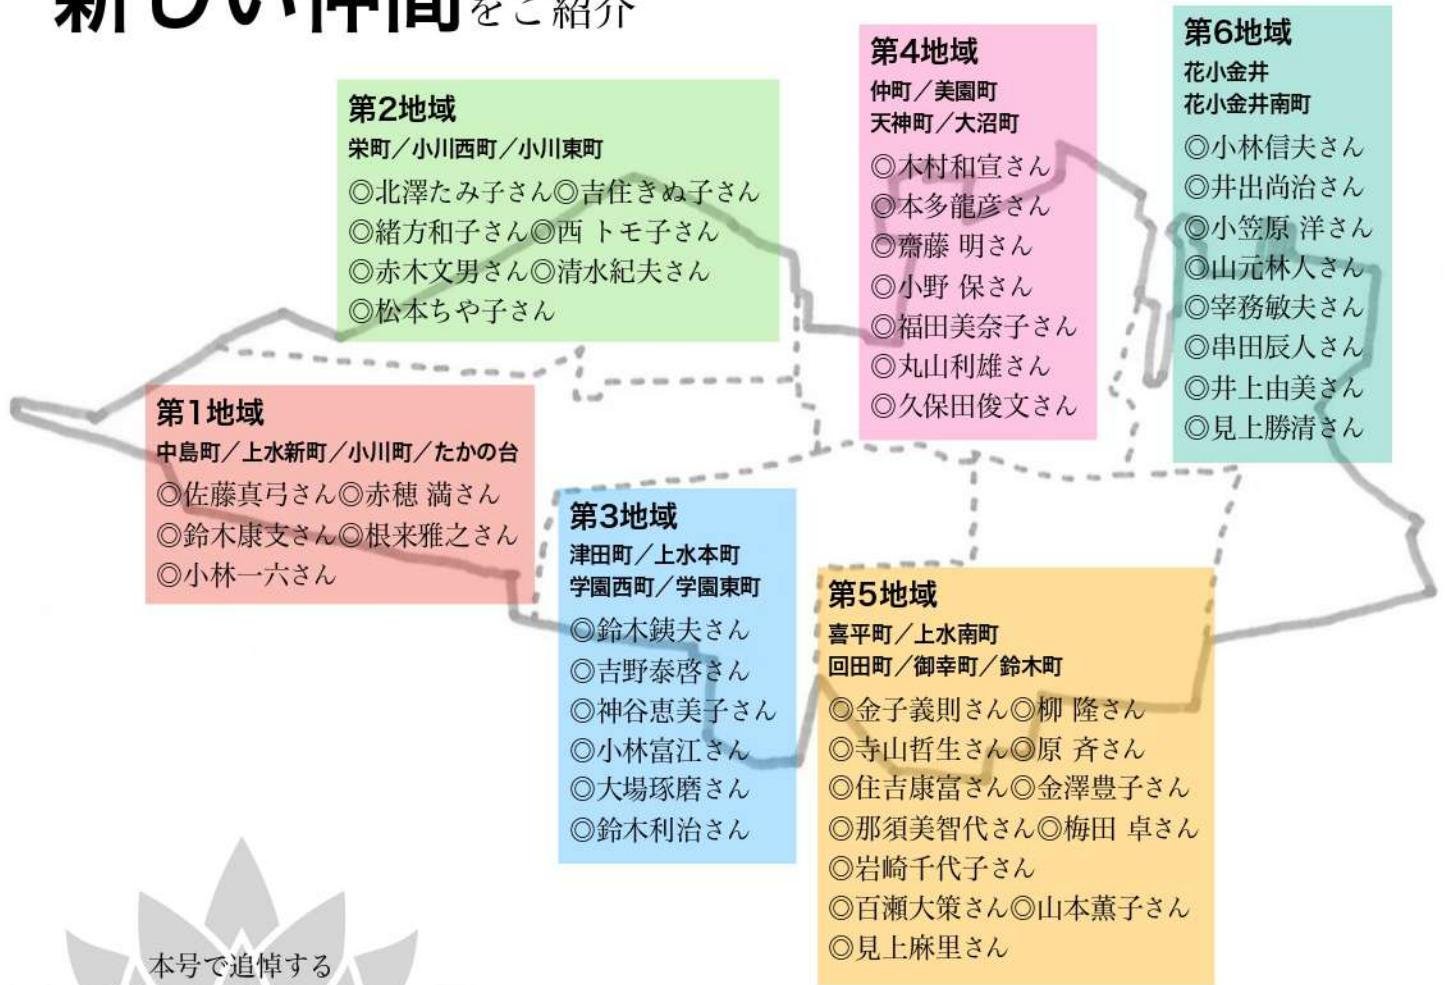 新しい仲間をご紹介
第2地域
栄町／小川西町／小川東町
◎北澤たみ子さん◎吉住きぬ子さん
◎緒方和子さん◎西 トモ子さん
◎赤木文男さん◎清水紀夫さん
◎松本ちや子さん
第4地域
仲町／美園町
天神町／大沼町
◎木村和宣さん
◎本多龍彦さん
◎齋藤 明さん
◎小野 保さん
◎福田美奈子さん
◎丸山利雄さん
◎久保田俊文さん
第6地域
花小金井
花小金井南町
◎小林信夫さん
◎井出尚治さん
◎小笠原 洋さん
◎山元林人さん
◎宰務敏夫さん
◎串田辰人さん
◎井上由美さん
◎見上勝清さん
第1地域
中島町／上水新町／小川町／たかの台
◎佐藤真弓さん◎赤穂 満さん
◎鈴木康支さん◎根来雅之さん
◎小林一六さん
第3地域
津田町／上水本町
学園西町／学園東町
◎鈴木銕夫さん
◎吉野泰啓さん
◎神谷恵美子さん
◎小林富江さん
◎大場琢磨さん
◎鈴木利治さん
第5地域
喜平町／上水南町
回田町／御幸町／鈴木町
◎金子義則さん◎柳 隆さん
◎寺山哲生さん◎原 斉さん
◎住吉康富さん◎金澤豊子さん
◎那須美智代さん◎梅田 卓さん
◎岩崎千代子さん
◎百瀬大策さん◎山本薫子さん
◎見上麻里さん
本号で追悼する